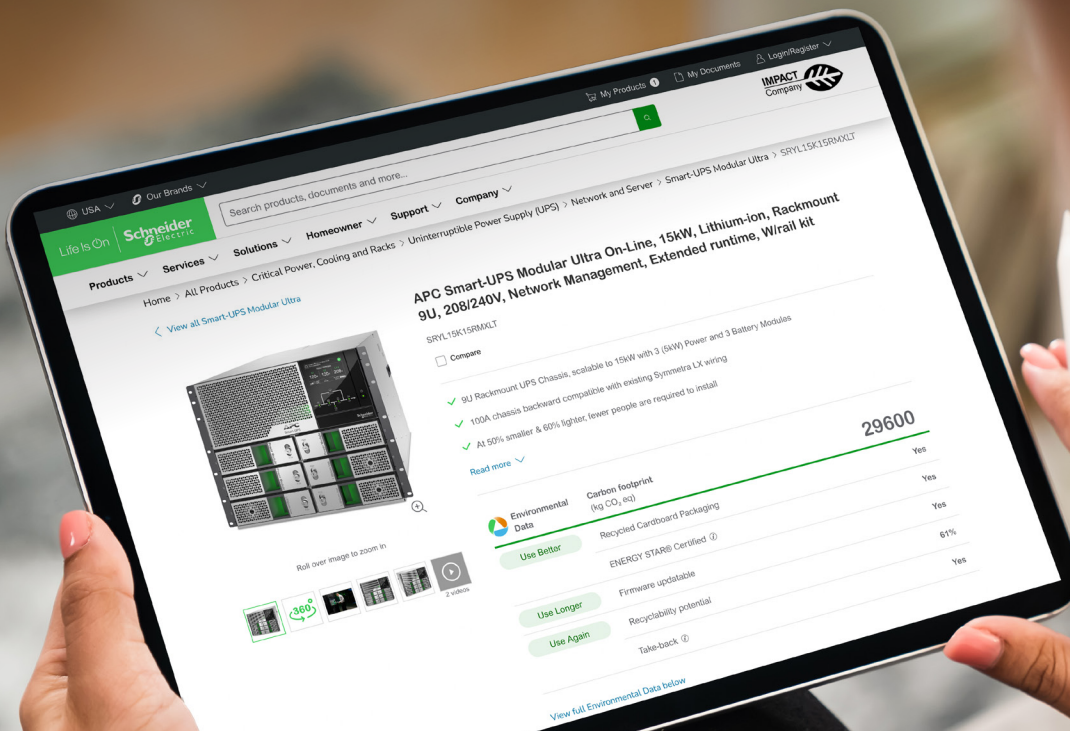 USA
Our Brands
My Products 1
My Documents
Login/Register
Life Is On
Schneider
Electric
Search products, documents and more...
IMPACT
Company
Products
Services
Solutions
Homeowner
Support
Company
Home > All Products > Critical Power, Cooling and Racks > Uninterruptible Power Supply (UPS) > Network and Server > Smart-UPS Modular Ultra > SRYL15K15RMXLT
View all Smart-UPS Modular Ultra
APC Smart-UPS Modular Ultra On-Line, 15kW, Lithium-ion, Rackmount
9U, 208/240V, Network Management, Extended runtime, W/rail kit
SRYL15K15RMXLT
Compare
9U Rackmount UPS Chassis, scalable to 15kW with 3 (5kW) Power and 3 Battery Modules
100A chassis backward compatible with existing Symmetra LX wiring
At 50% smaller & 60% lighter, fewer people are required to install
Read more
APC
Roll over image to zoom in
360°
2 videos
Environmental
Data
Carbon footprint
(kg CO₂ eq)
29600
Use Better
Recycled Cardboard Packaging
Yes
ENERGY STAR® Certified
Yes
Use Longer
Firmware updatable
Yes
Use Again
Recyclability potential
61%
Take-back
Yes
View full Environmental Data below